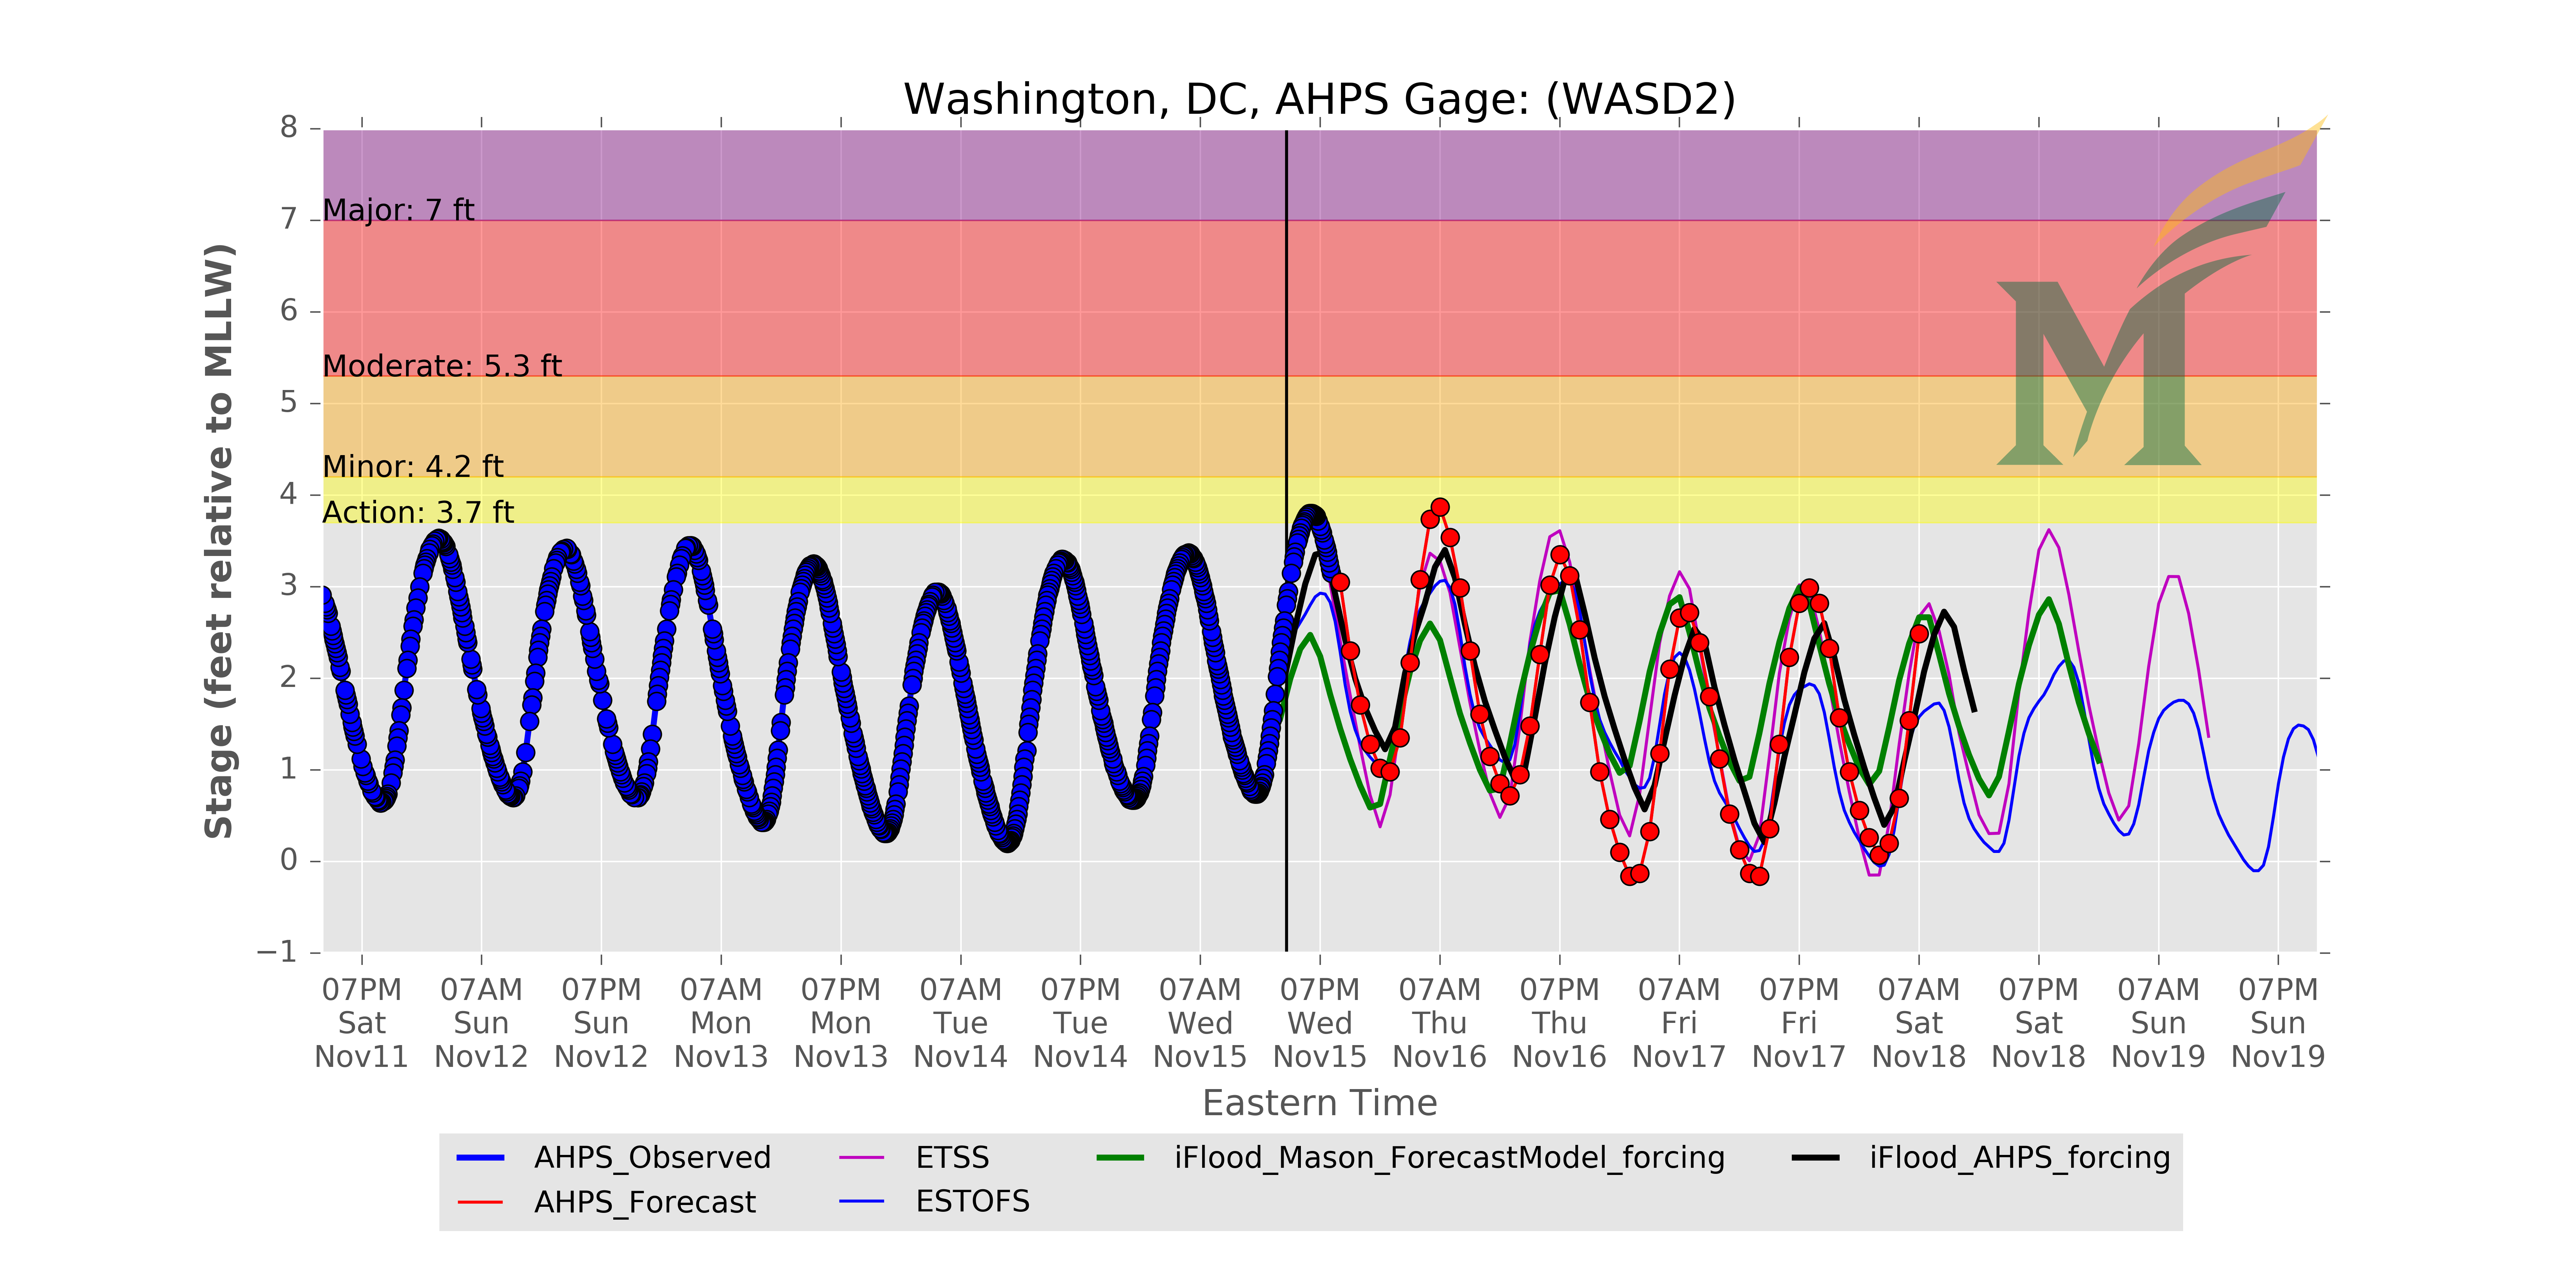 Washington, DC, AHPS Gage: (WASD2)
Stage (feet relative to MLLW)
8
7
6
5
4
3
2
1
0
−1
Major: 7 ft
Moderate: 5.3 ft
Minor: 4.2 ft
Action: 3.7 ft
07PM 07AM 07PM 07AM 07PM 07AM 07PM 07AM 07PM 07AM 07PM 07AM 07PM 07AM 07PM 07AM 07PM
Sat Sun Sun Mon Mon Tue Tue Wed Wed Thu Thu Fri Fri Sat Sat Sun Sun
Nov11 Nov12 Nov12 Nov13 Nov13 Nov14 Nov14 Nov15 Nov15 Nov16 Nov16 Nov17 Nov17 Nov18 Nov18 Nov19 Nov19
Eastern Time
AHPS_Observed ETSS iFlood_Mason_ForecastModel_forcing iFlood_AHPS_forcing
AHPS_Forecast ESTOFS
M